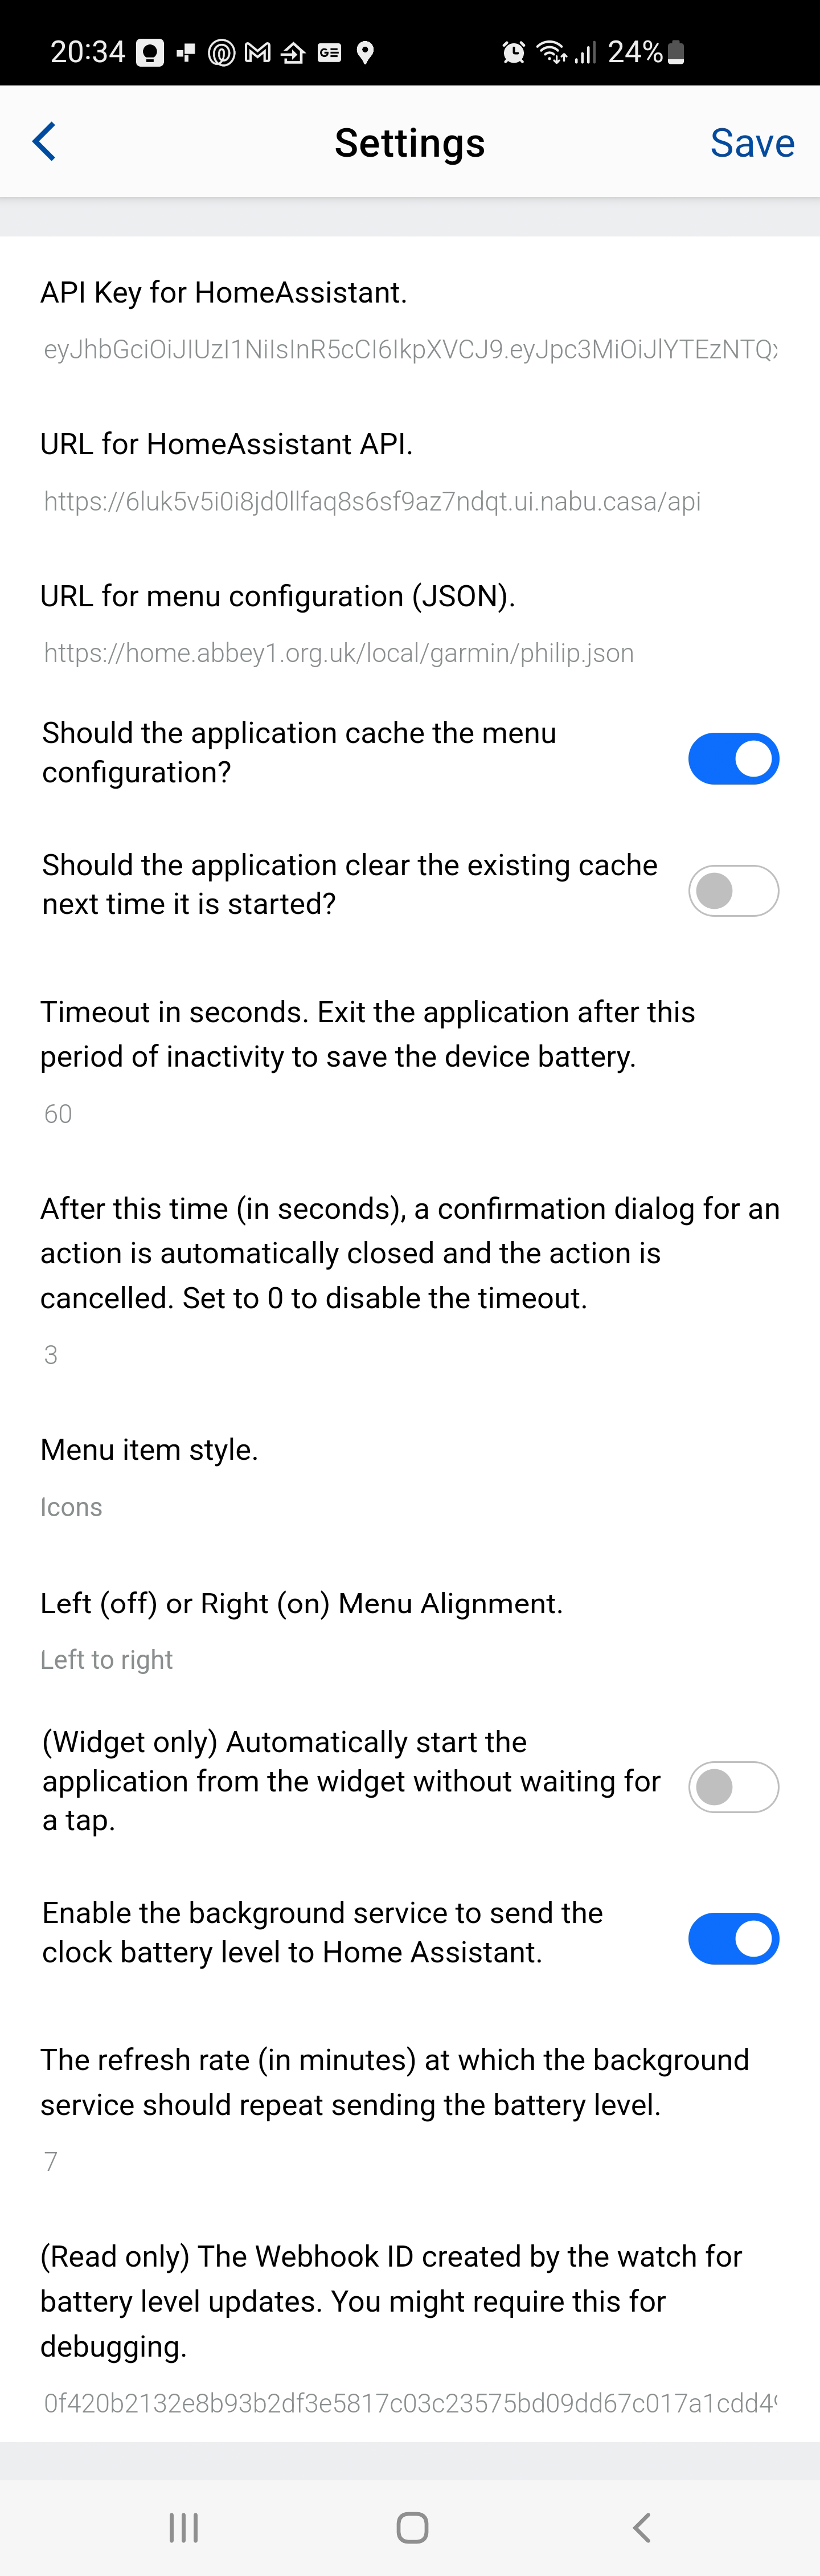 20:34
24%
Settings
Save
API Key for HomeAssistant.
eyJhbGciOiJIUzI1NiIsInR5cCI6IkpXVCJ9.eyJpc3MiOiJlYTEzNTQx
URL for HomeAssistant API.
https://6luk5v5i0i8jd0llfaq8s6sf9az7ndqt.ui.nabu.casa/api
URL for menu configuration (JSON).
https://home.abbey1.org.uk/local/garmin/philip.json
Should the application cache the menu
configuration?
Should the application clear the existing cache
next time it is started?
Timeout in seconds. Exit the application after this
period of inactivity to save the device battery.
60
After this time (in seconds), a confirmation dialog for an
action is automatically closed and the action is
cancelled. Set to 0 to disable the timeout.
3
Menu item style.
Icons
Left (off) or Right (on) Menu Alignment.
Left to right
(Widget only) Automatically start the
application from the widget without waiting for
a tap.
Enable the background service to send the
clock battery level to Home Assistant.
The refresh rate (in minutes) at which the background
service should repeat sending the battery level.
7
(Read only) The Webhook ID created by the watch for
battery level updates. You might require this for
debugging.
0f420b2132e8b93b2df3e5817c03c23575bd09dd67c017a1cdd49